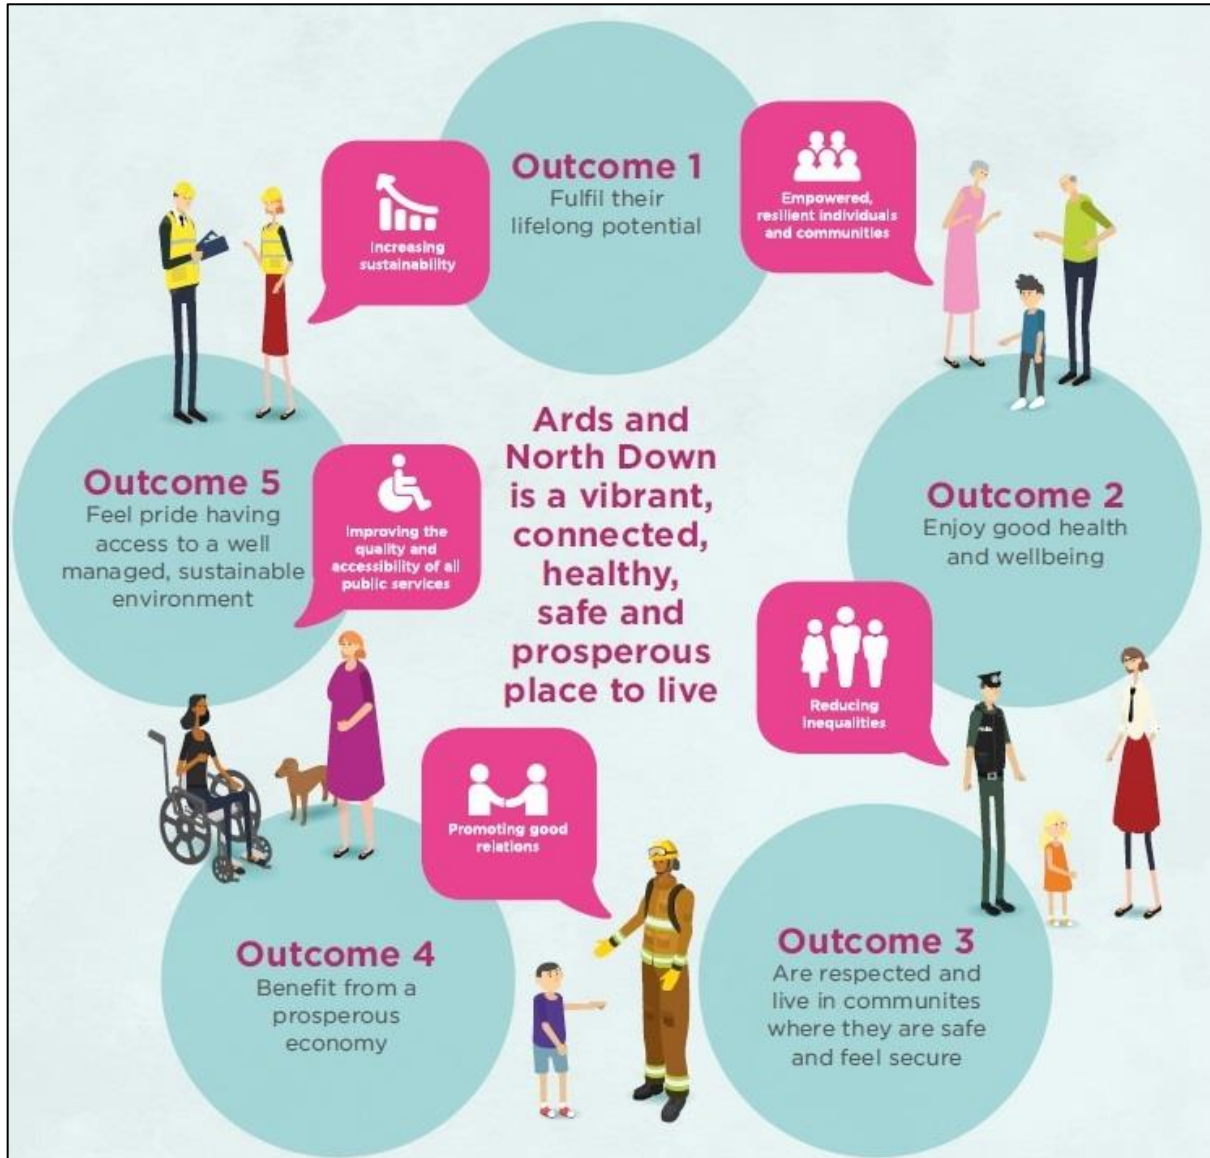 Outcome 1
Fulfil their
lifelong potential
Increasing
sustainability
Empowered,
resilient individuals
and communities
Ards and
North Down
is a vibrant,
connected,
healthy,
safe and
prosperous
place to live
Outcome 5
Feel pride having
access to a well
managed, sustainable
environment
Improving the
quality and
accessibility of all
public services
Outcome 2
Enjoy good health
and wellbeing
Reducing
inequalities
Promoting good
relations
Outcome 4
Benefit from a
prosperous
economy
Outcome 3
Are respected and
live in communites
where they are safe
and feel secure